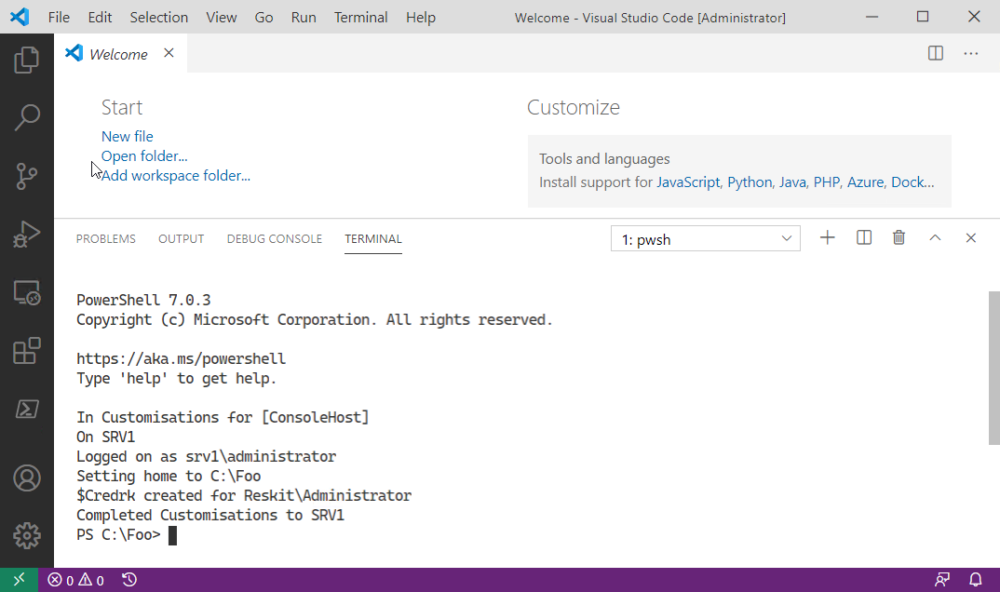 File Edit Selection View Go Run Terminal Help Welcome - Visual Studio Code [Administrator]
Welcome
Start
New file
Open folder...
Add workspace folder...
Customize
Tools and languages
Install support for JavaScript, Python, Java, PHP, Azure, Dock...
PROBLEMS OUTPUT DEBUG CONSOLE TERMINAL 1: pwsh
PowerShell 7.0.3
Copyright (c) Microsoft Corporation. All rights reserved.
https://aka.ms/powershell
Type 'help' to get help.
In Customisations for [ConsoleHost]
On SRV1
Logged on as srv1\administrator
Setting home to C:\Foo
$Credrk created for Reskit\Administrator
Completed Customisations to SRV1
PS C:\Foo>
0 0